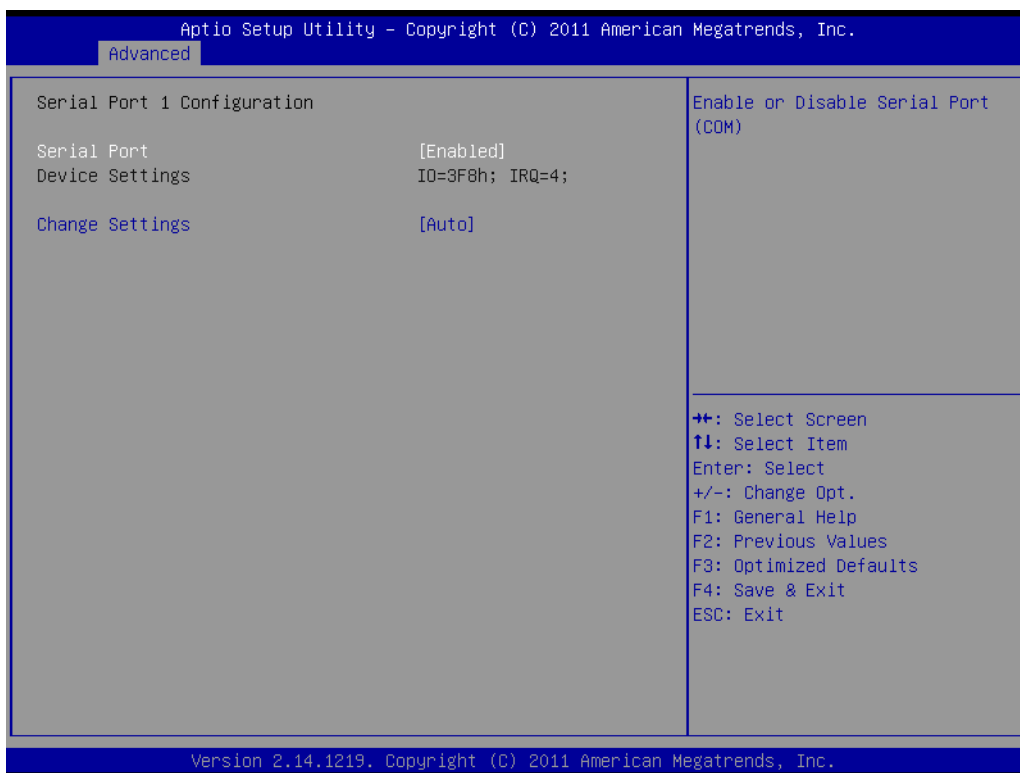 Aptio Setup Utility – Copyright (C) 2011 American Megatrends, Inc.
Advanced
Serial Port 1 Configuration
Serial Port [Enabled]
Device Settings IO=3F8h; IRQ=4;
Change Settings [Auto]
Enable or Disable Serial Port
(COM)
→←: Select Screen
↑↓: Select Item
Enter: Select
+/-: Change Opt.
F1: General Help
F2: Previous Values
F3: Optimized Defaults
F4: Save & Exit
ESC: Exit
Version 2.14.1219. Copyright (C) 2011 American Megatrends, Inc.